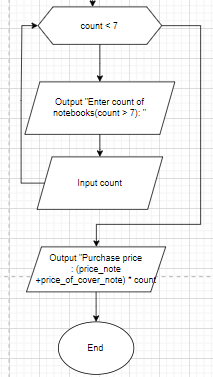 count < 7
Output "Enter count of
notebooks(count > 7): "
Input count
Output "Purchase price
: (price_note
+price_of_cover_note) * count
End